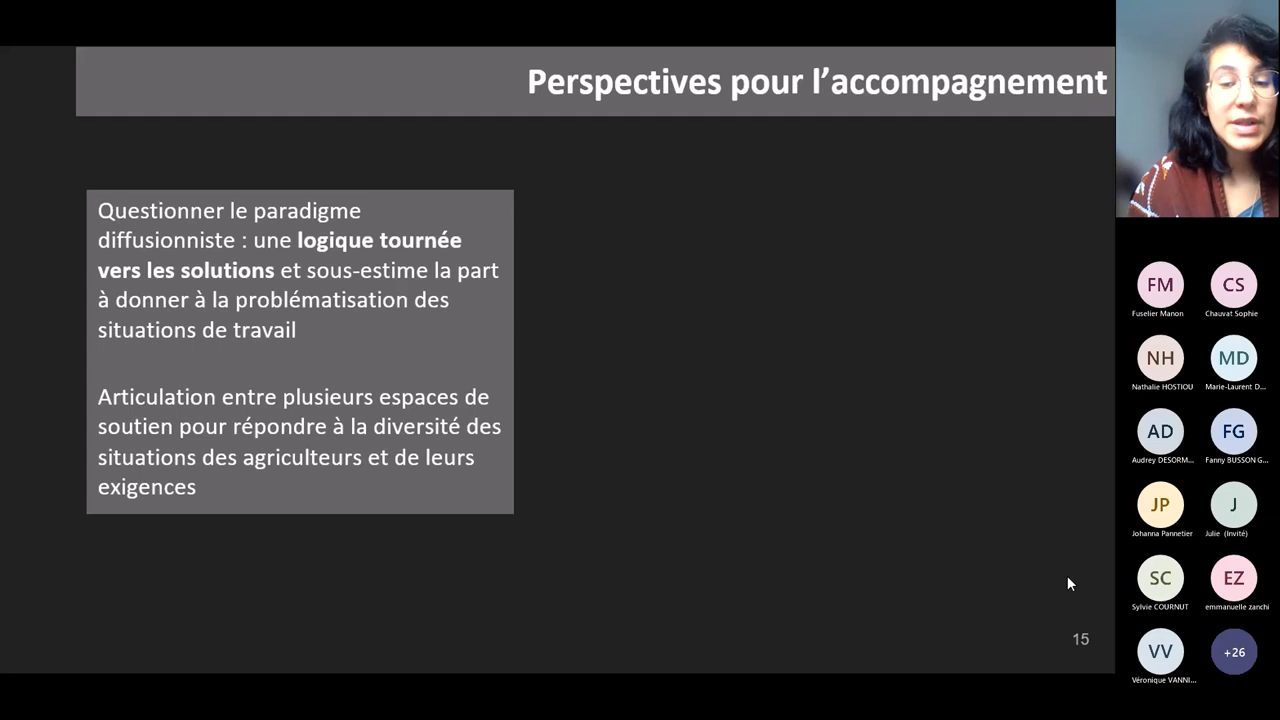 Perspectives pour l’accompagnement
Questionner le paradigme
diffusionniste : une logique tournée
vers les solutions et sous-estime la part
à donner à la problématisation des
situations de travail
Articulation entre plusieurs espaces de
soutien pour répondre à la diversité des
situations des agriculteurs et de leurs
exigences
15
FM
CS
Fuselier Manon
Chauvat Sophie
NH
MD
Nathalie HOSTIOU
Marie-Laurent D...
AD
FG
Audrey DESORM...
Fanny BUSSON G...
JP
J
Johanna Pannetier
Julie (Invité)
SC
EZ
Sylvie COURNUT
emmanuelle zanchi
VV
+26
Véronique VANNI...